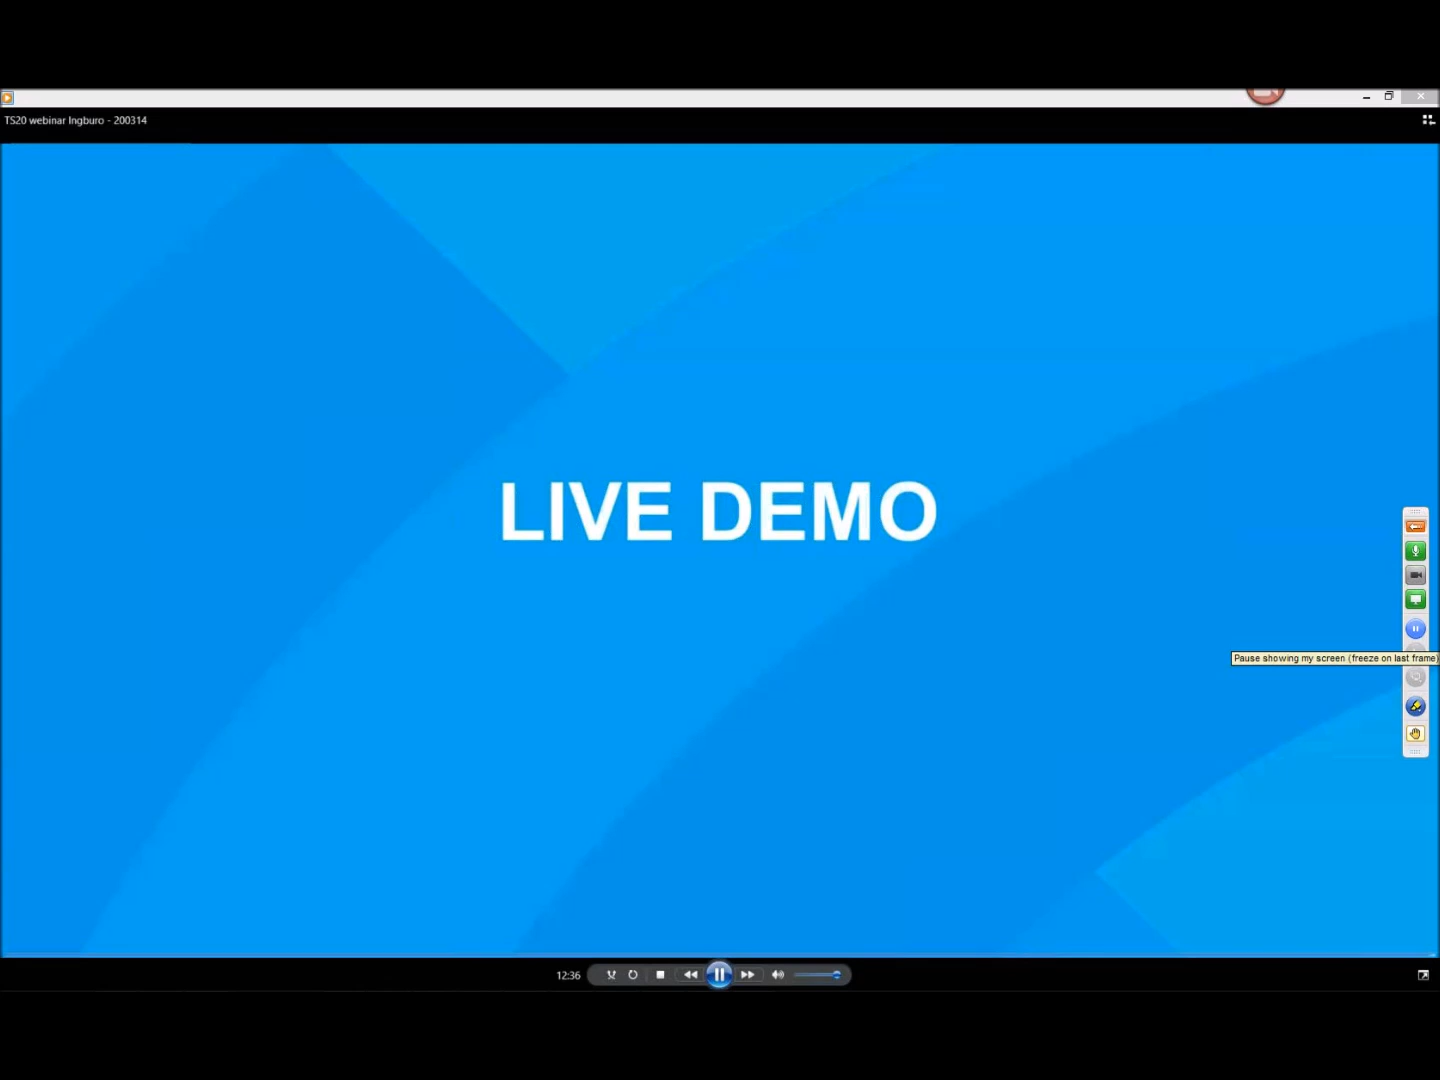 TS20 webinar Ingburo - 200314
LIVE DEMO
Pause showing my screen (freeze on last frame)
12:36